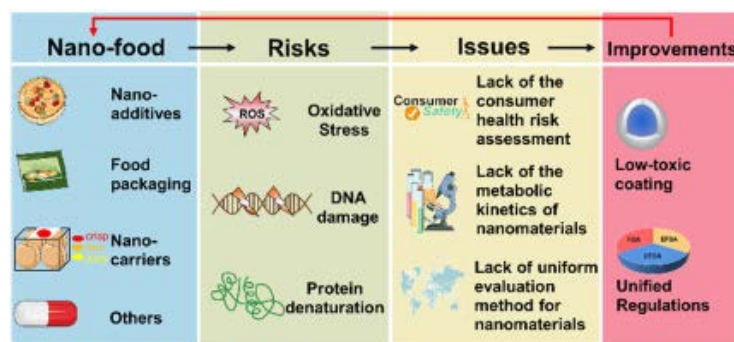 Nano-food
Risks
Issues
Improvements
Nano-
additives
Food
packaging
crisp
Nano-
carriers
Others
ROS
Oxidative
Stress
DNA
damage
Protein
denaturation
Consumer
Safety
Lack of the
consumer
health risk
assessment
Lack of the
metabolic
kinetics of
nanomaterials
Lack of uniform
evaluation
method for
nanomaterials
Low-toxic
coating
EFSA
Unified
Regulations